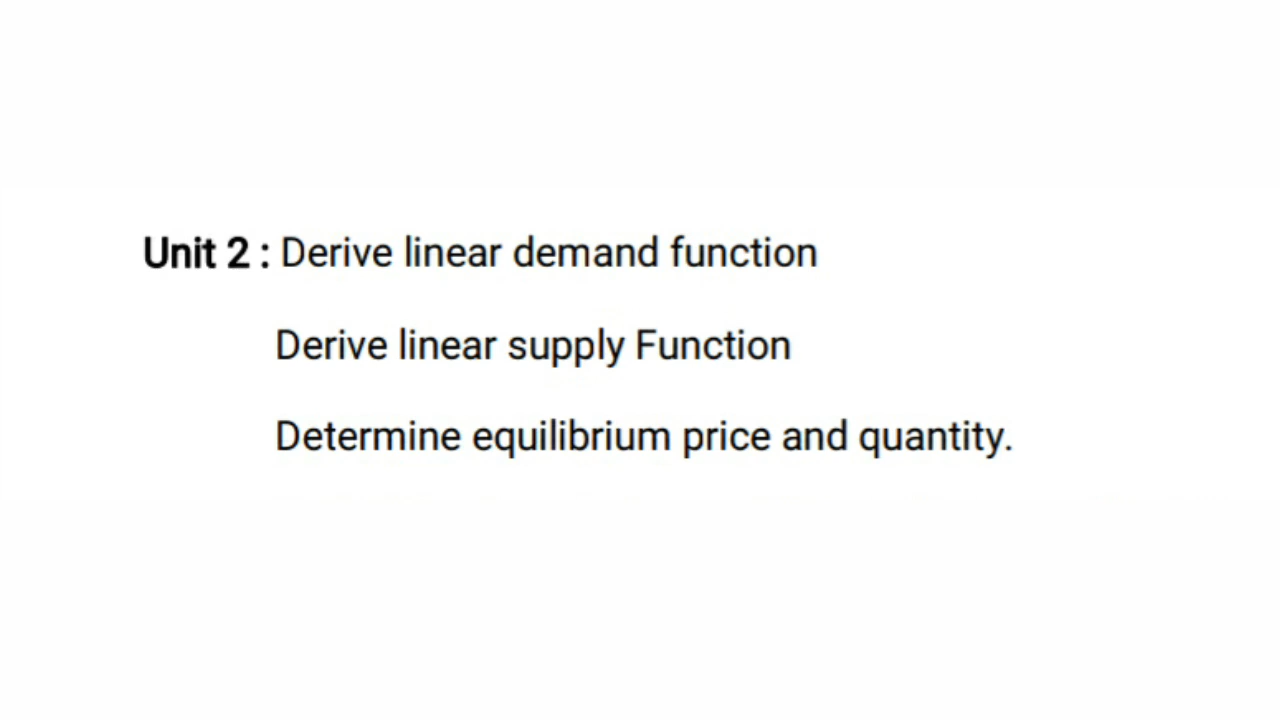 Unit 2 : Derive linear demand function
Derive linear supply Function
Determine equilibrium price and quantity.